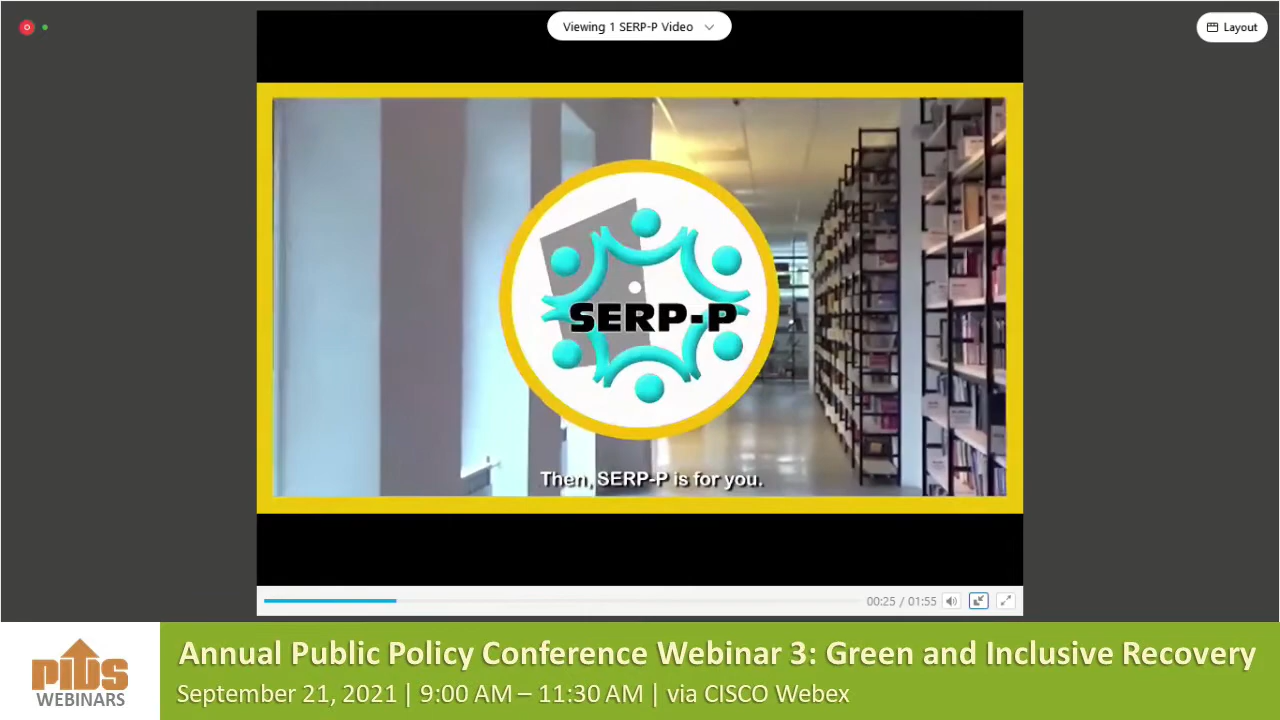 Viewing 1 SERP-P Video
Layout
SERP-P
Then, SERP-P is for you.
00:25 / 01:55
PIDS
WEBINARS
Annual Public Policy Conference Webinar 3: Green and Inclusive Recovery
September 21, 2021 | 9:00 AM – 11:30 AM | via CISCO Webex